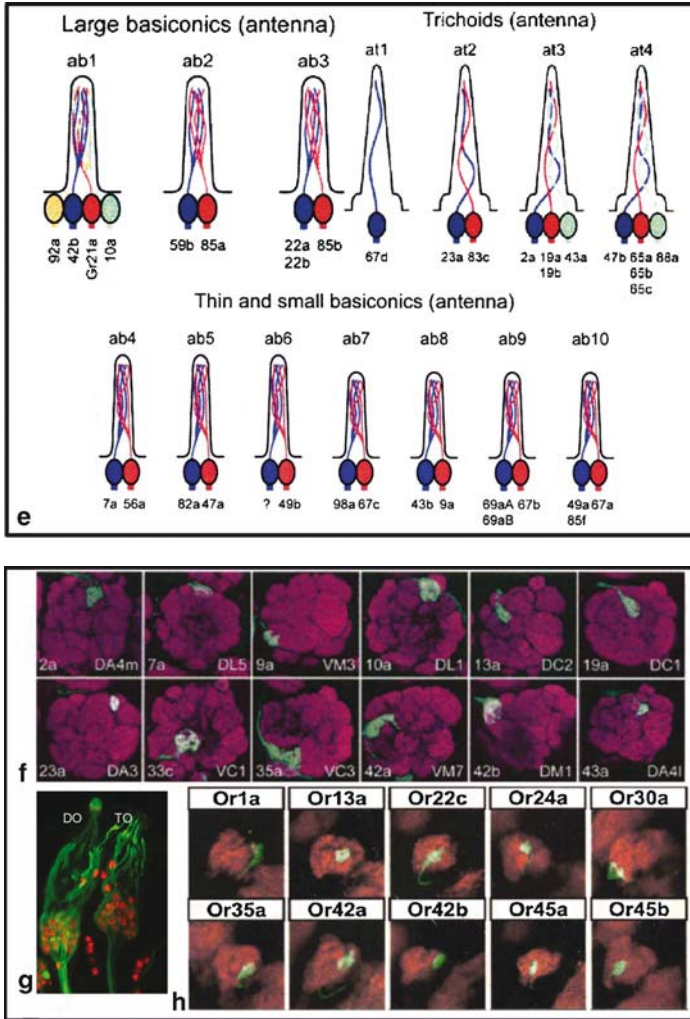 Large basiconics (antenna) Trichoids (antenna)
ab1 ab2 ab3 at1 at2 at3 at4
92a 42b Gr21a 10a 59b 85a 22a 85b 67d 23a 83c 2a 19a 43a 47b 65a 88a
22b 19b 65b
65c
Thin and small basiconics (antenna)
ab4 ab5 ab6 ab7 ab8 ab9 ab10
7a 56a 82a 47a ? 49b 98a 67c 43b 9a 69aA 67b 49a 67a
69aB 85f
e
2a DA4m 7a DL5 9a VM3 10a DL1 13a DC2 19a DC1
23a DA3 33c VC1 35a VC3 42a VM7 42b DM1 43a DA4l
f
DO TO
g
Or1a Or13a Or22c Or24a Or30a
Or35a Or42a Or42b Or45a Or45b
h